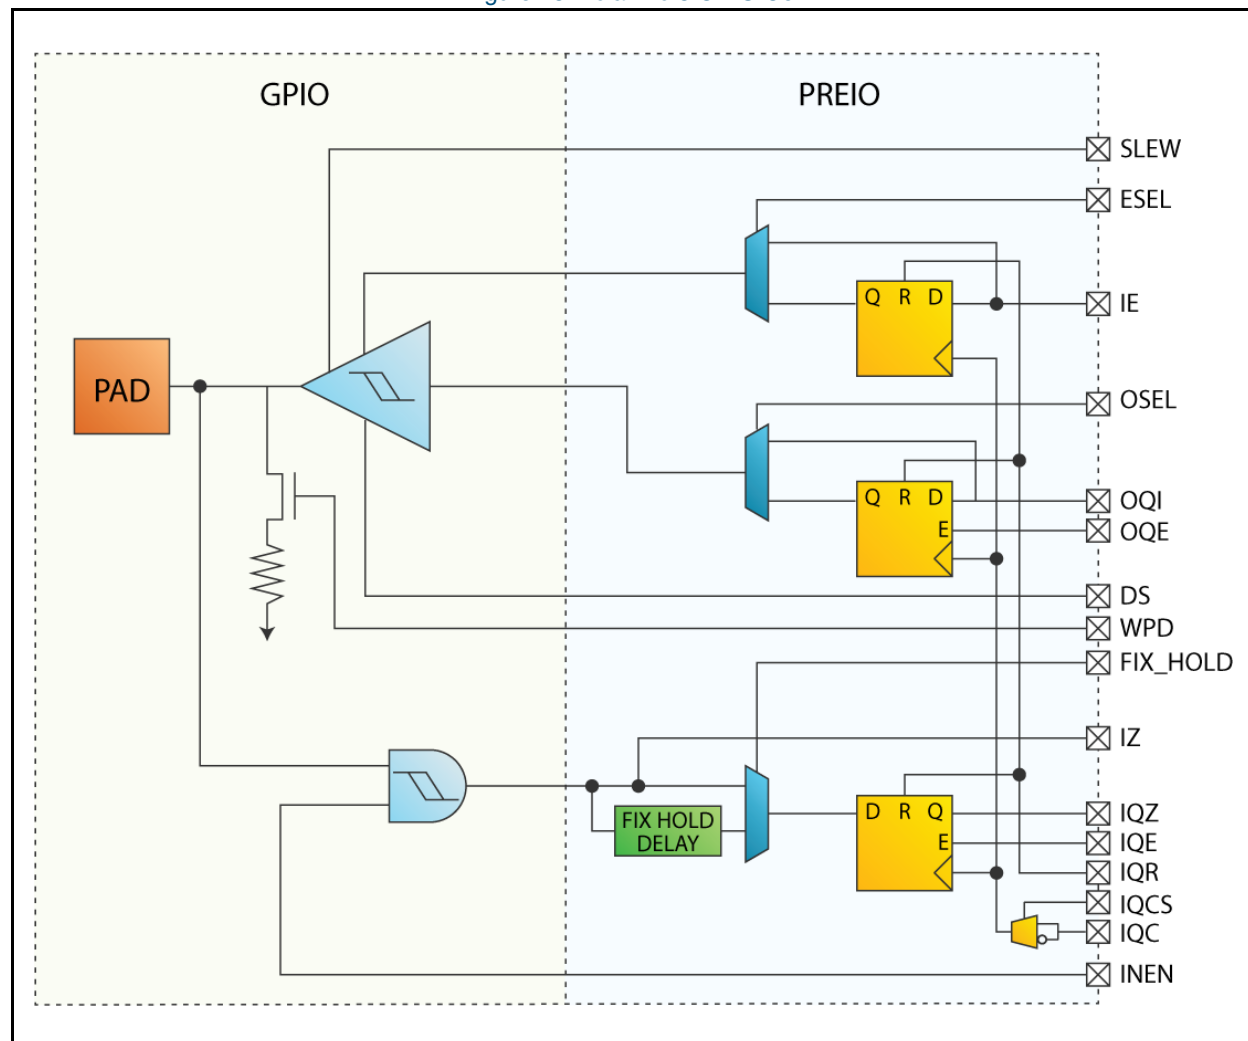 GPIO
PREIO
SLEW
ESEL
Q R D
IE
PAD
OSEL
Q R D
OQI
E
OQE
DS
WPD
FIX_HOLD
IZ
FIX HOLD
DELAY
D R Q
IQZ
E
IQE
IQR
IQCS
IQC
INEN